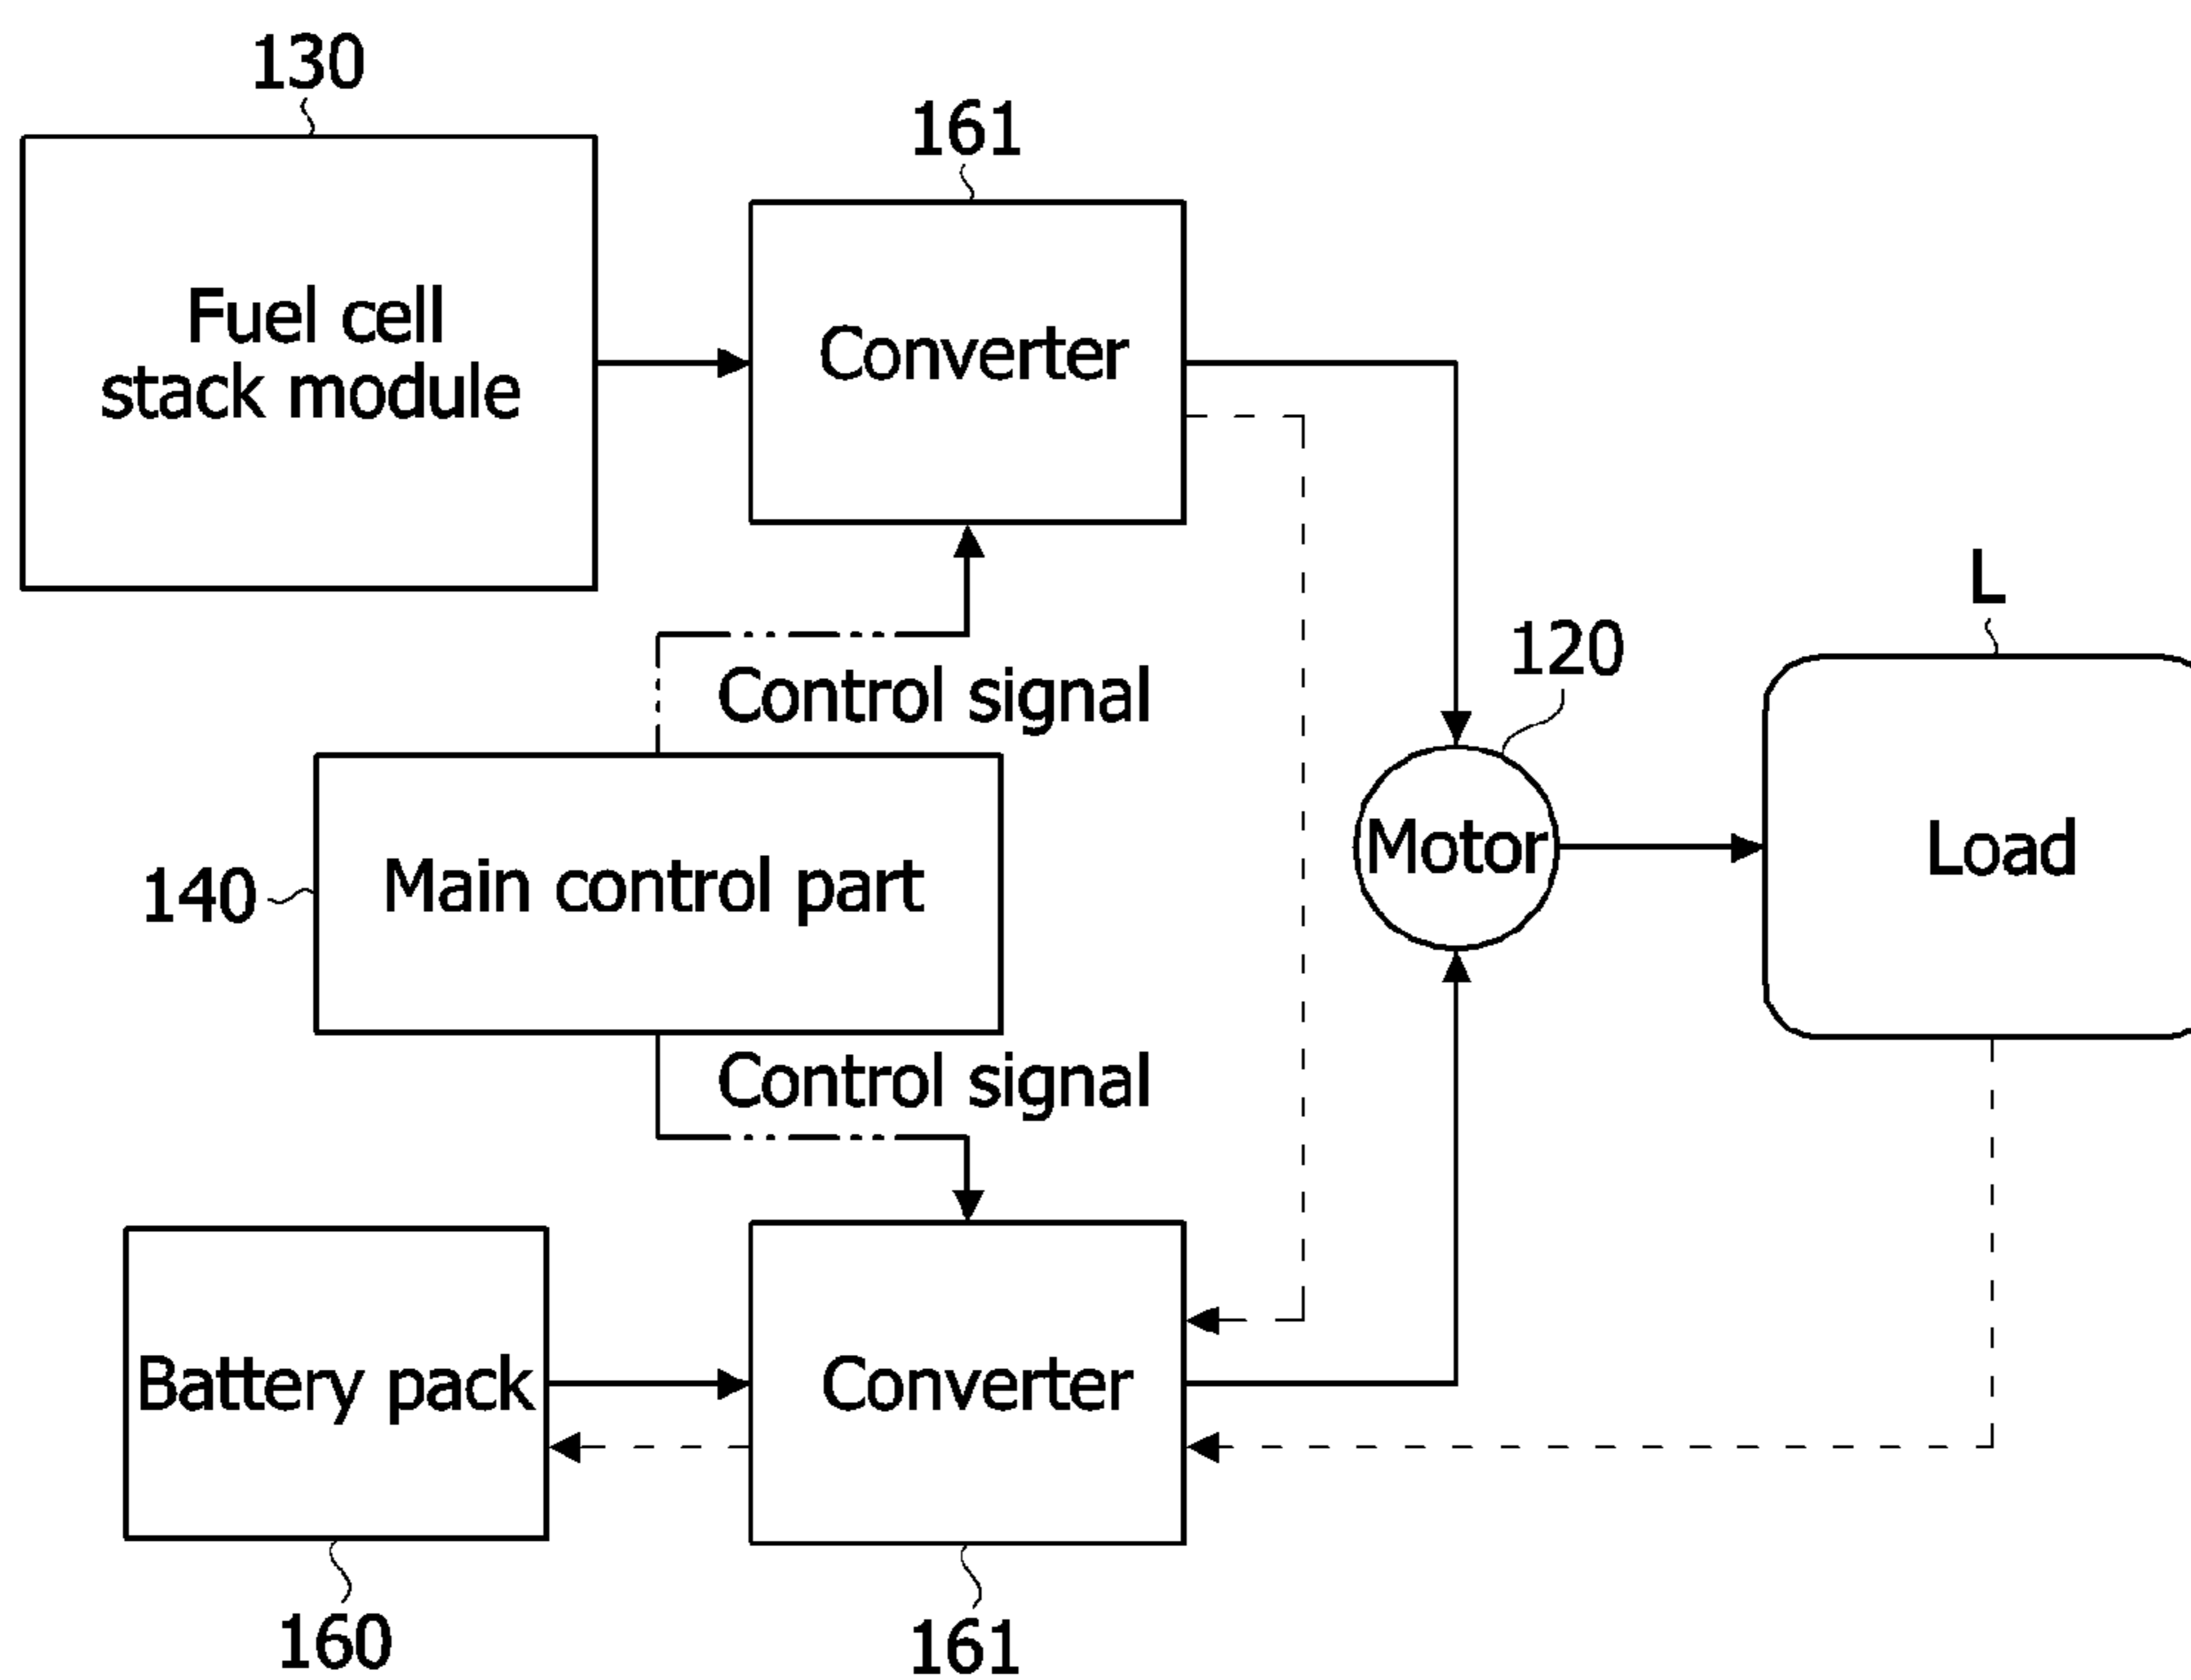 130
161
Fuel cell
stack module
Converter
L
120
Control signal
Motor
Load
140
Main control part
Control signal
Battery pack
Converter
160
161